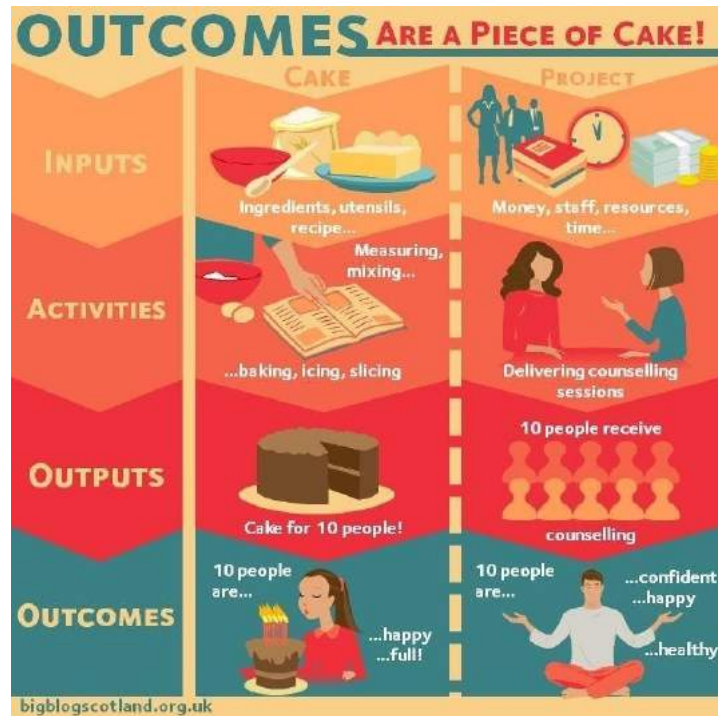 OUTCOMES ARE A PIECE OF CAKE!
CAKE
PROJECT
INPUTS
Ingredients, utensils,
recipe...
Money, staff, resources,
time...
ACTIVITIES
Measuring,
mixing...
...baking, icing, slicing
Delivering counselling
sessions
OUTPUTS
Cake for 10 people!
10 people receive
counselling
OUTCOMES
10 people
are...
...happy
...full!
10 people
are...
...confident
...happy
...healthy
bigblogscotland.org.uk